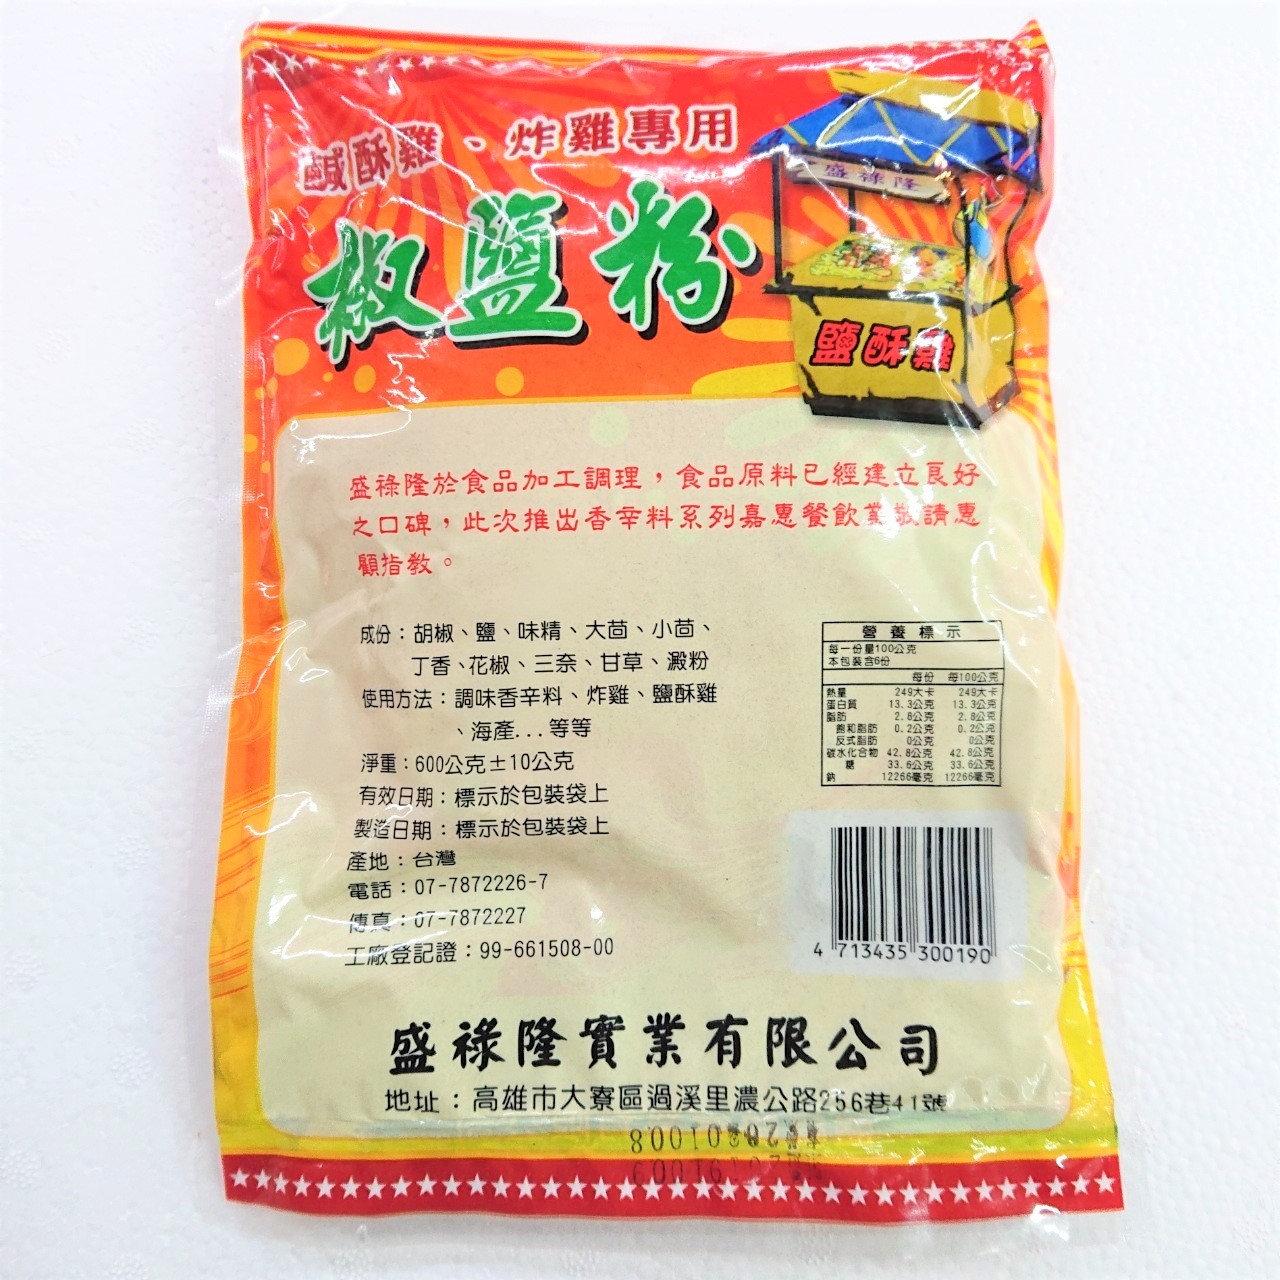 鹹酥雞、炸雞專用
椒鹽粉
盛祿隆
鹽酥雞
盛祿隆於食品加工調理，食品原料已經建立良好
之口碑，此次推出香辛料系列嘉惠餐飲業敬請惠
顧指教。
成份：胡椒、鹽、味精、大茴、小茴、
丁香、花椒、三奈、甘草、澱粉
使用方法：調味香辛料、炸雞、鹽酥雞
、海產...等等
淨重：600公克±10公克
有效日期：標示於包裝袋上
製造日期：標示於包裝袋上
產地：台灣
電話：07-7872226-7
傳真：07-7872227
工廠登記證：99-661508-00
營養標示
每一份量100公克
本包裝含6份
每份 每100公克
熱量 249大卡 249大卡
蛋白質 13.3公克 13.3公克
脂肪 2.8公克 2.8公克
飽和脂肪 0.2公克 0.2公克
反式脂肪 0公克 0公克
碳水化合物 42.8公克 42.8公克
糖 33.6公克 33.6公克
鈉 12266毫克 12266毫克
4 713435 300190
盛祿隆實業有限公司
地址：高雄市大寮區過溪里濃公路256巷41號